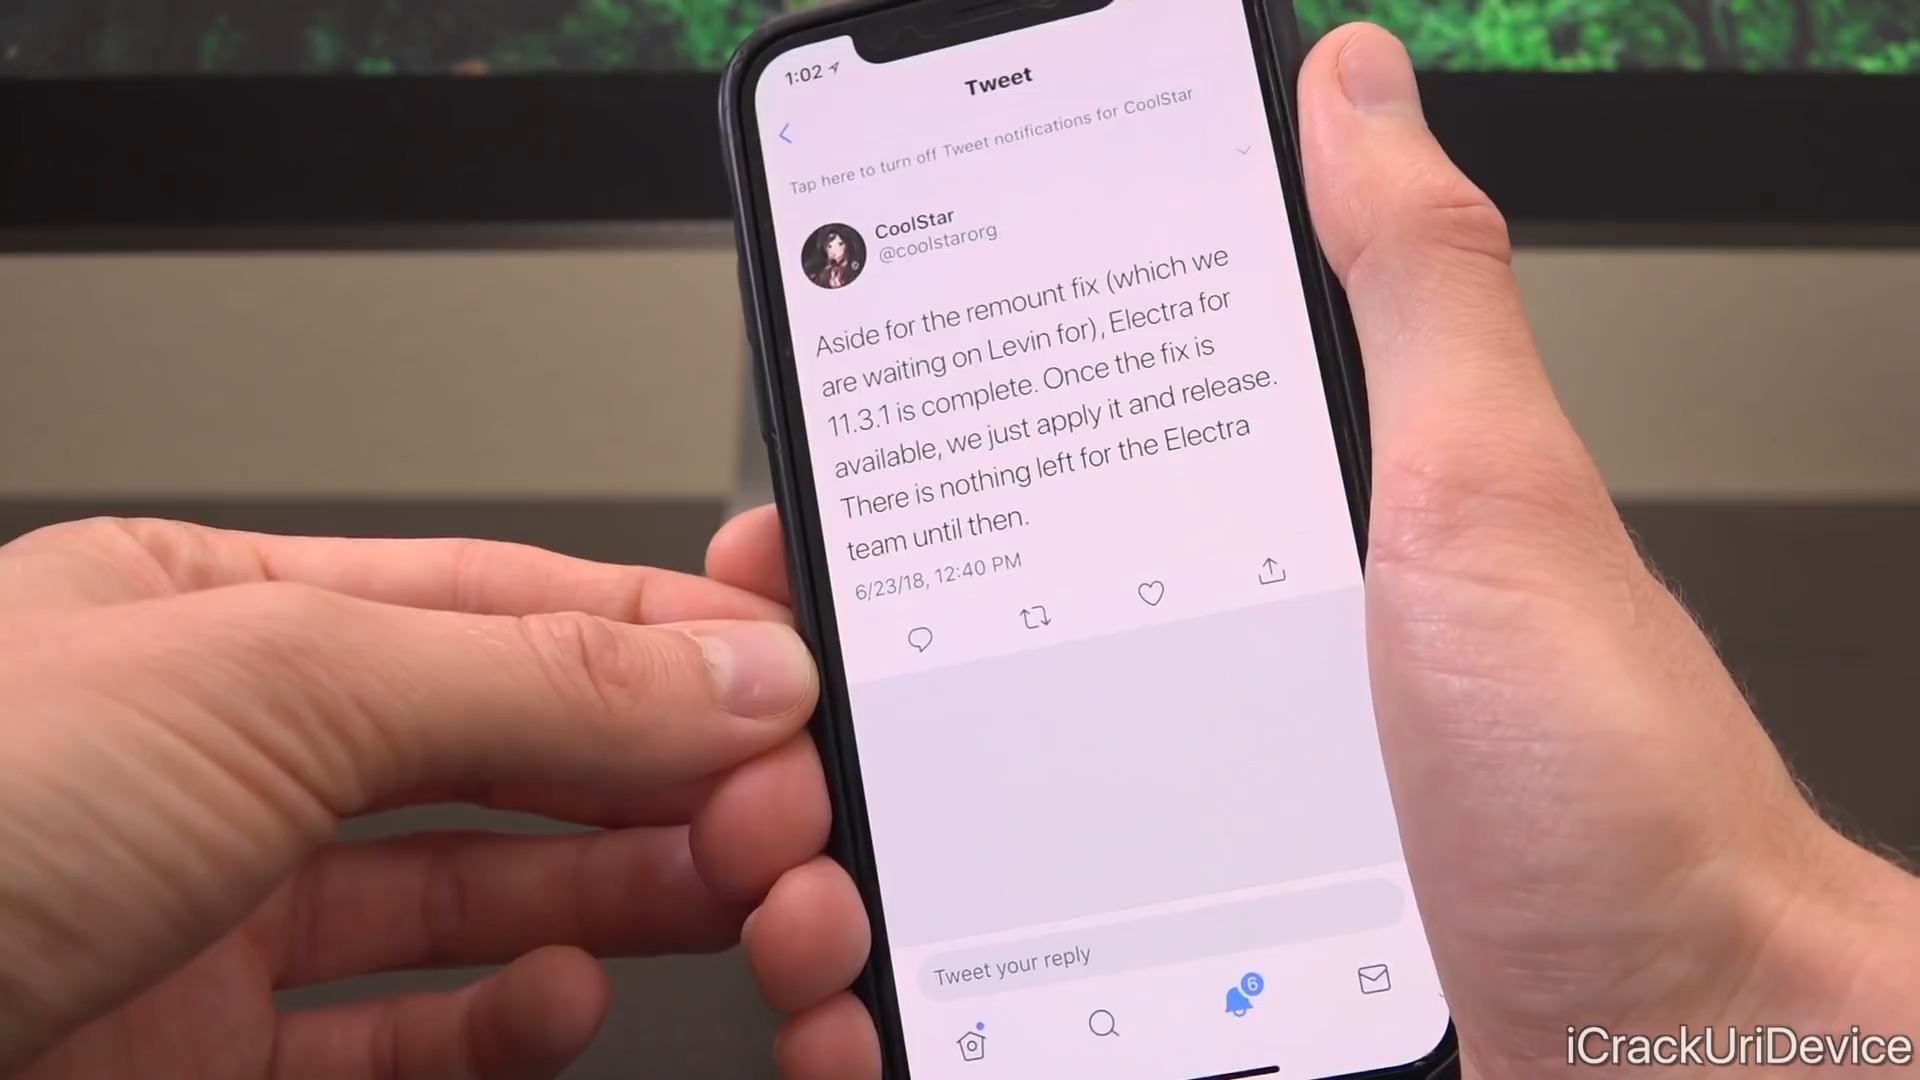 1:02
Tweet
Tap here to turn off Tweet notifications for CoolStar
CoolStar
@coolstarorg
Aside for the remount fix (which we
are waiting on Levin for), Electra for
11.3.1 is complete. Once the fix is
available, we just apply it and release.
There is nothing left for the Electra
team until then.
6/23/18, 12:40 PM
Tweet your reply
6
iCrackUriDevice